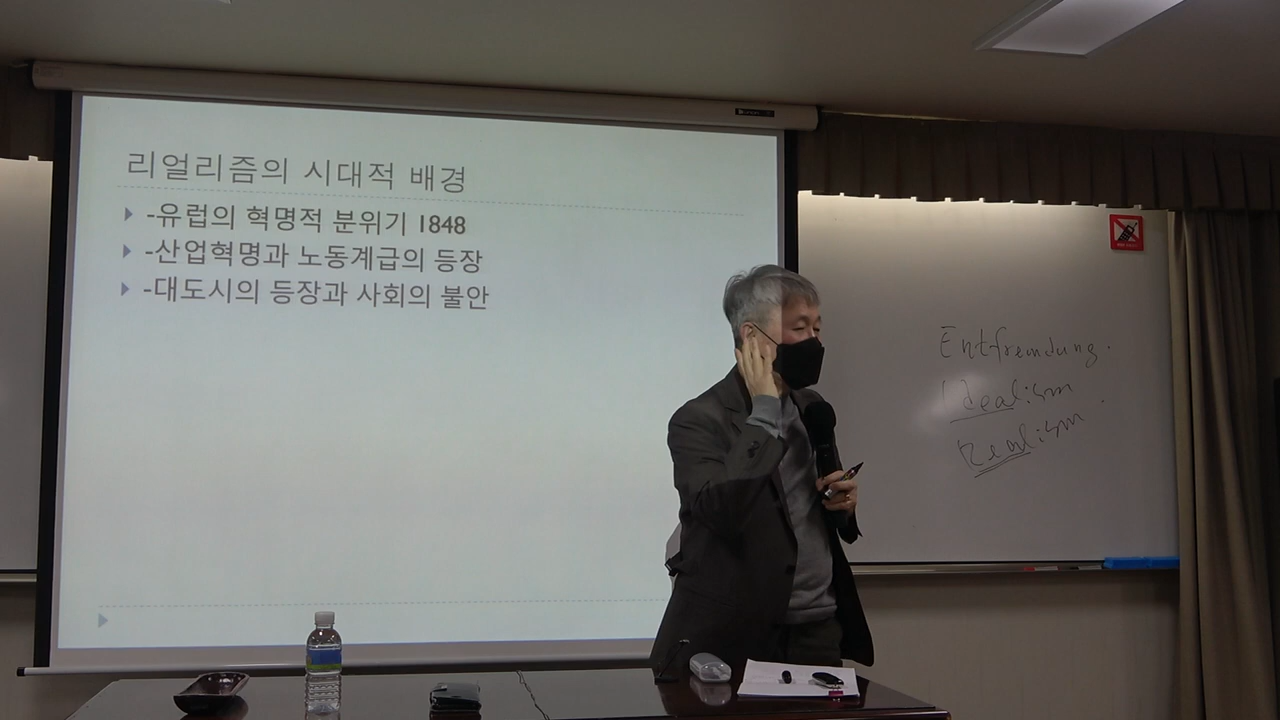 리얼리즘의 시대적 배경
-유럽의 혁명적 분위기 1848
-산업혁명과 노동계급의 등장
-대도시의 등장과 사회의 불안
Entfremdung.
Idealism
Realism.